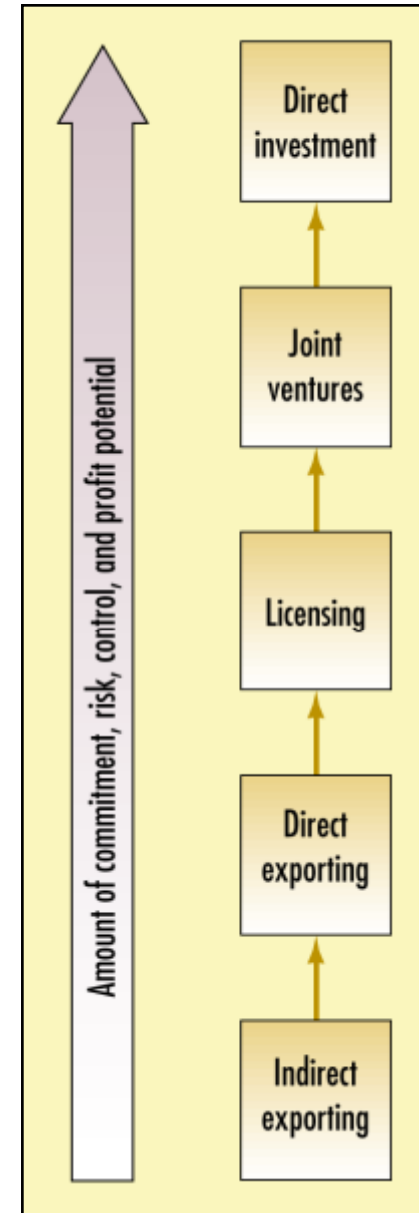 Amount of commitment, risk, control, and profit potential
Direct
investment
Joint
ventures
Licensing
Direct
exporting
Indirect
exporting